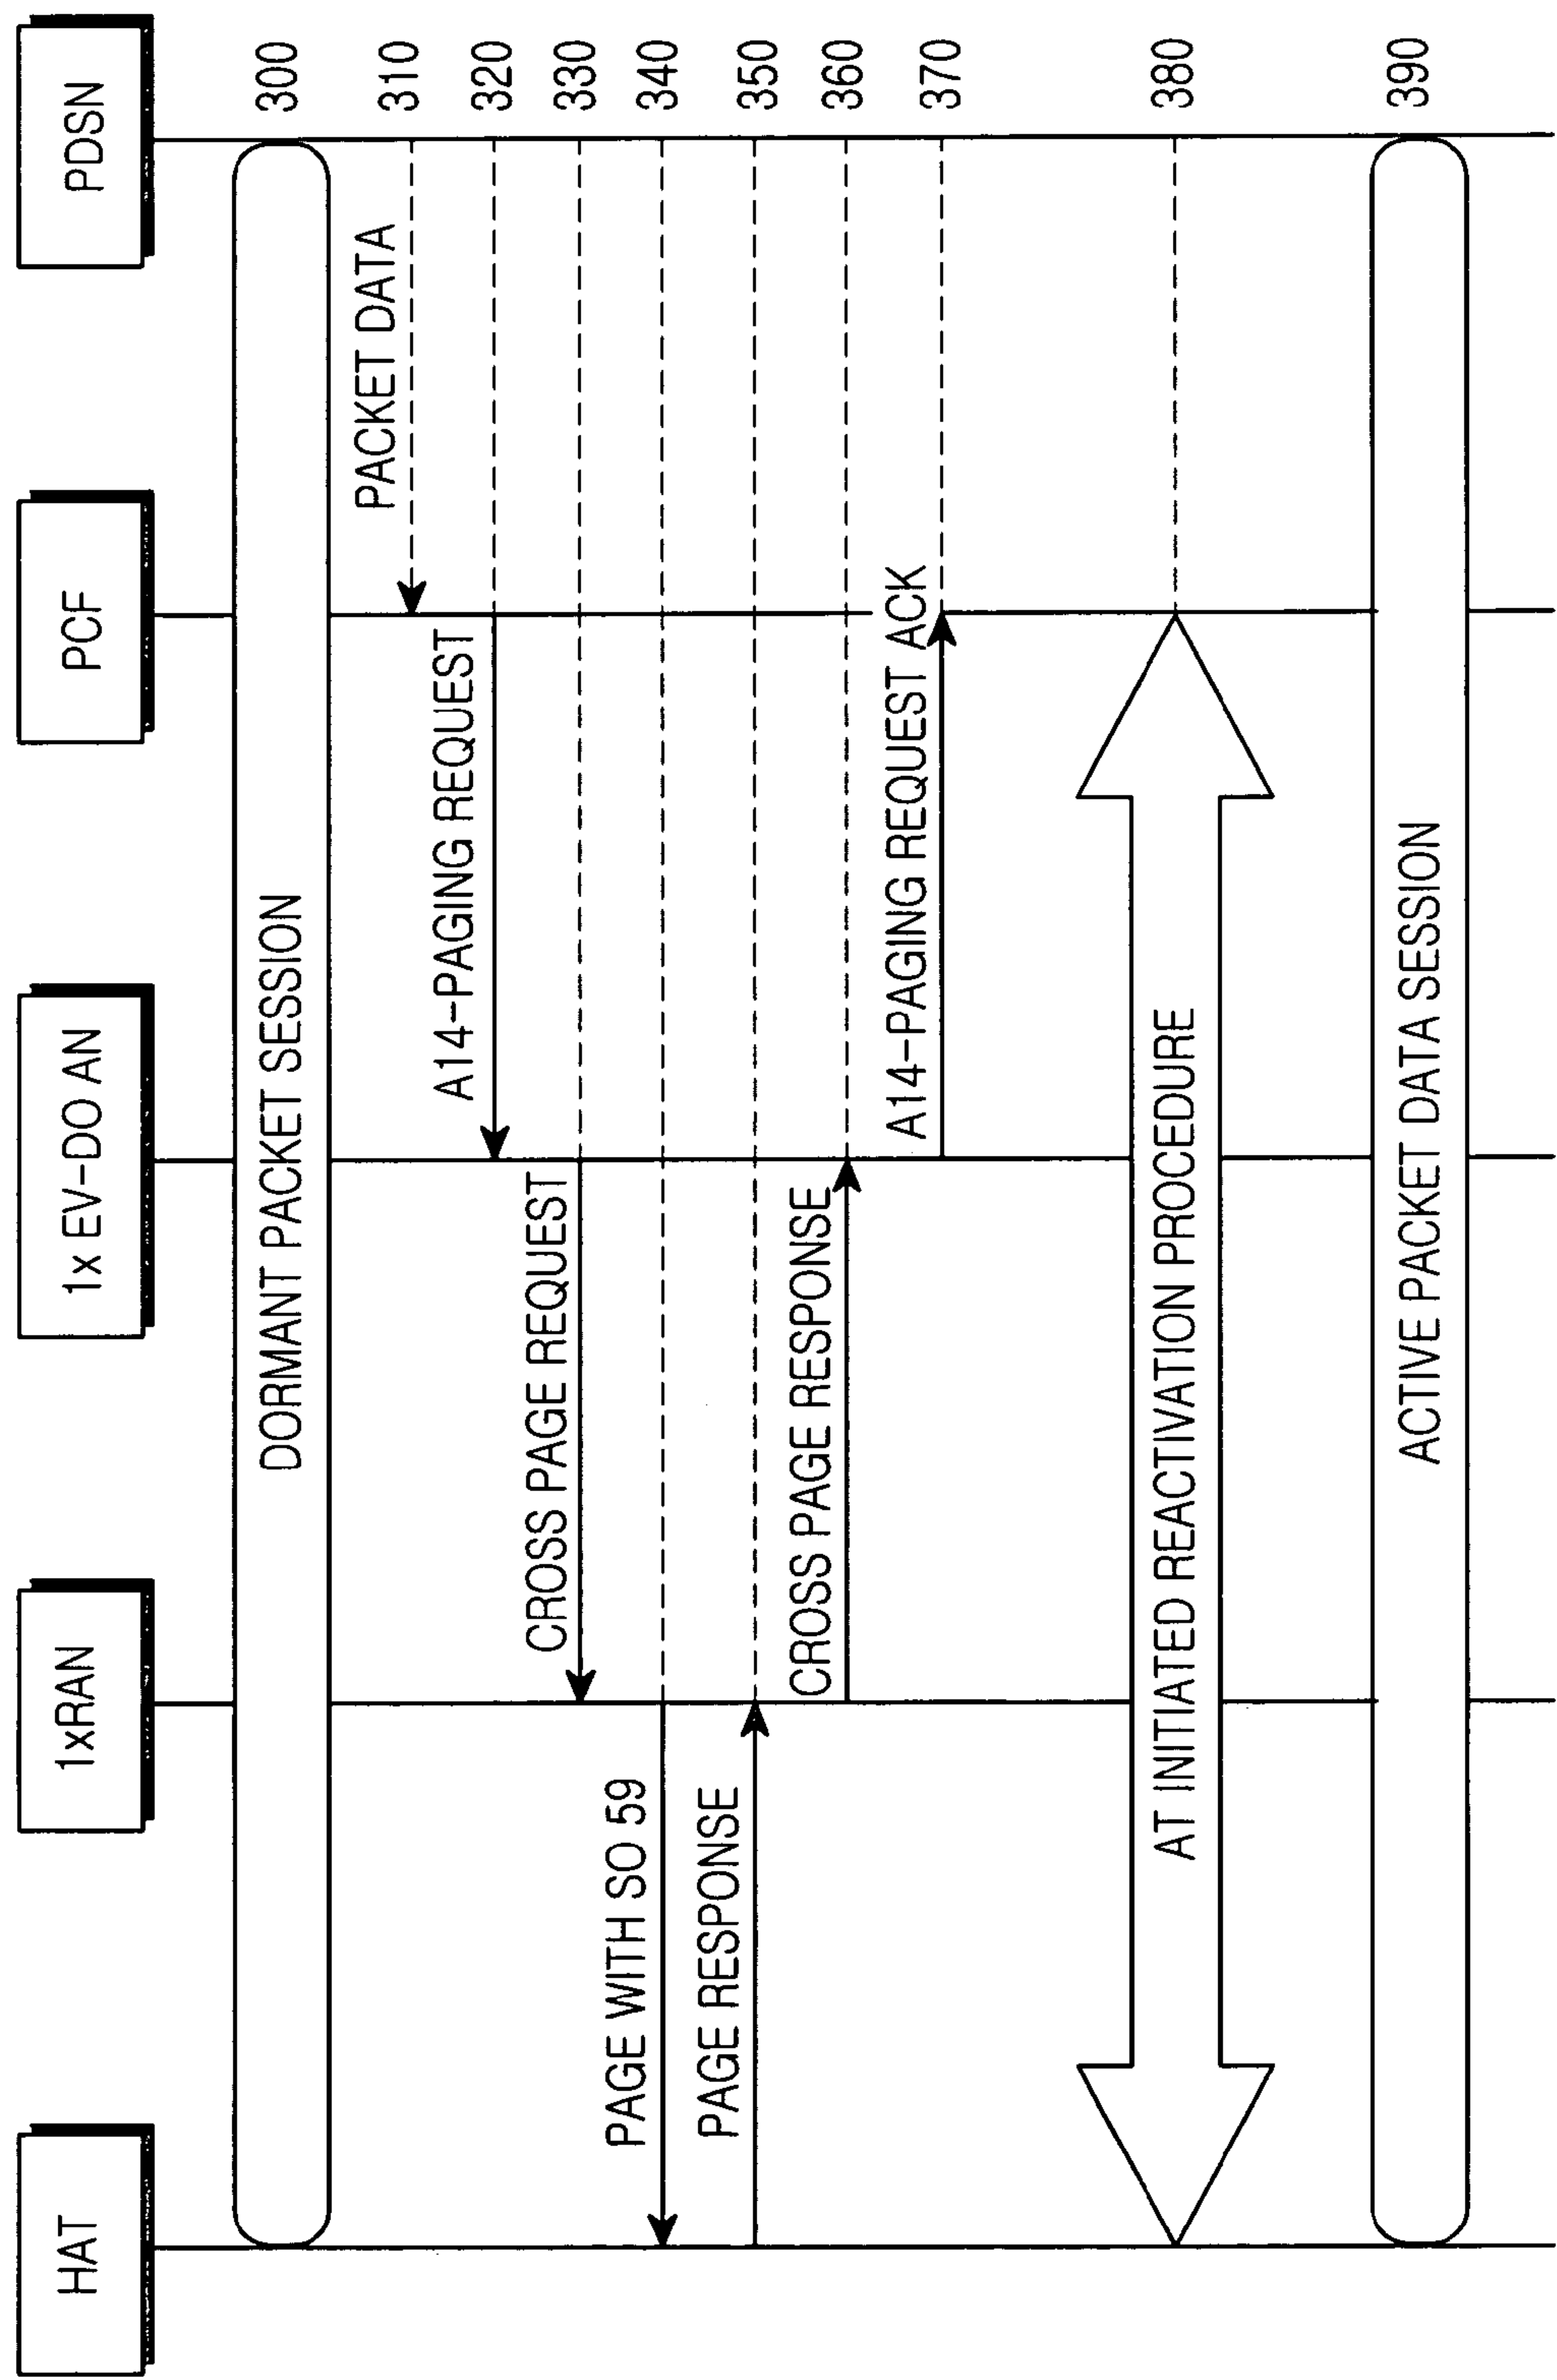 HAT
1xRAN
1x EV-DO AN
PCF
PDSN
DORMANT PACKET SESSION
300
PACKET DATA
310
A14-PAGING REQUEST
320
CROSS PAGE REQUEST
330
PAGE WITH SO 59
340
PAGE RESPONSE
350
CROSS PAGE RESPONSE
360
A14-PAGING REQUEST ACK
370
AT INITIATED REACTIVATION PROCEDURE
380
ACTIVE PACKET DATA SESSION
390